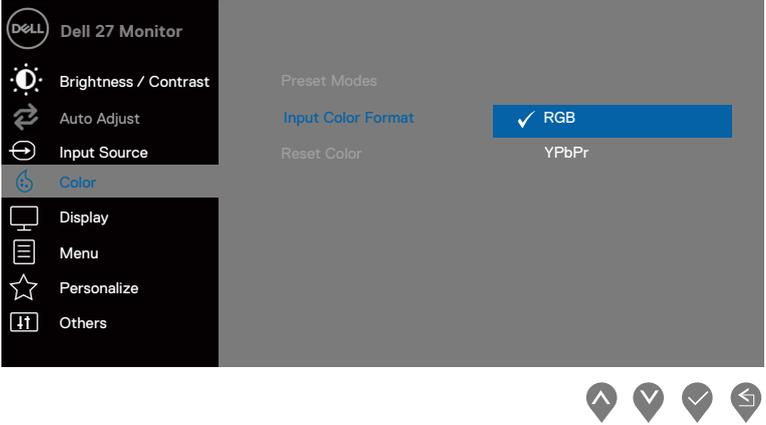 DELL Dell 27 Monitor
Brightness / Contrast
Auto Adjust
Input Source
Color
Display
Menu
Personalize
Others
Preset Modes
Input Color Format
Reset Color
RGB
YPbPr